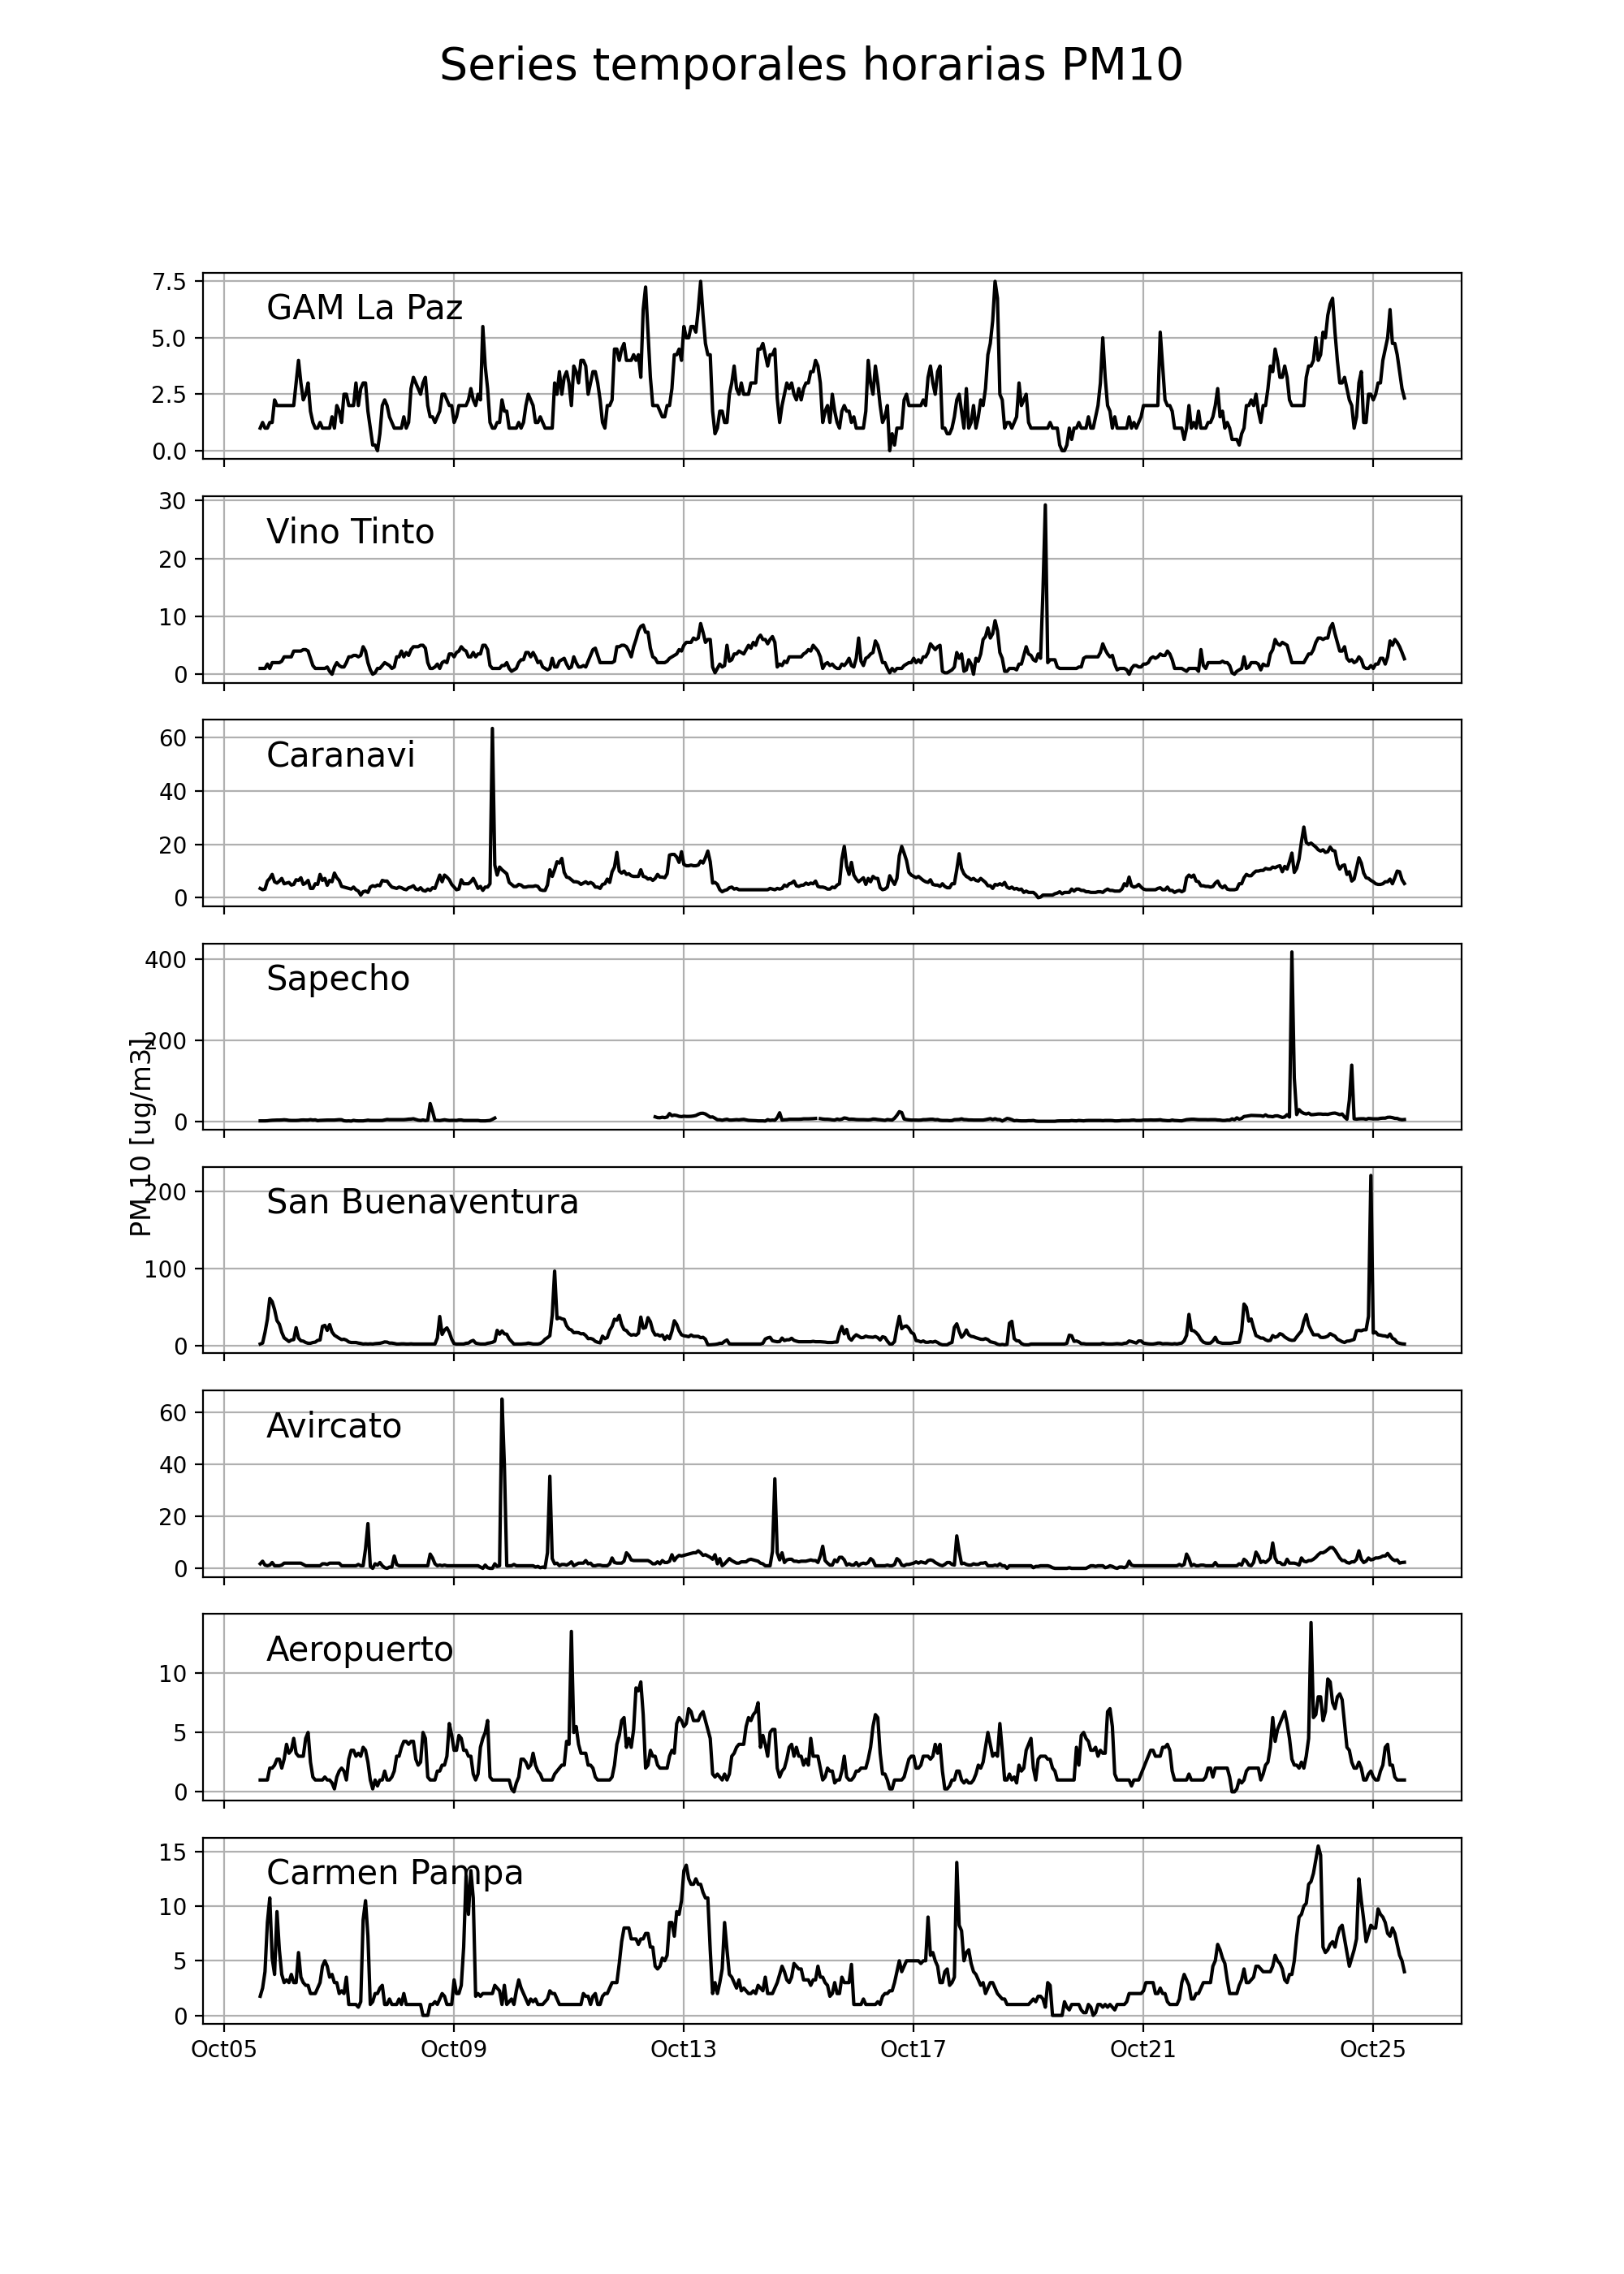 Series temporales horarias PM10
7.5
5.0
2.5
0.0
GAM La Paz
30
20
10
0
Vino Tinto
60
40
20
0
Caranavi
400
200
0
Sapecho
PM 10 [ug/m3]
200
100
0
San Buenaventura
60
40
20
0
Avircato
10
5
0
Aeropuerto
15
10
5
0
Carmen Pampa
Oct05 Oct09 Oct13 Oct17 Oct21 Oct25